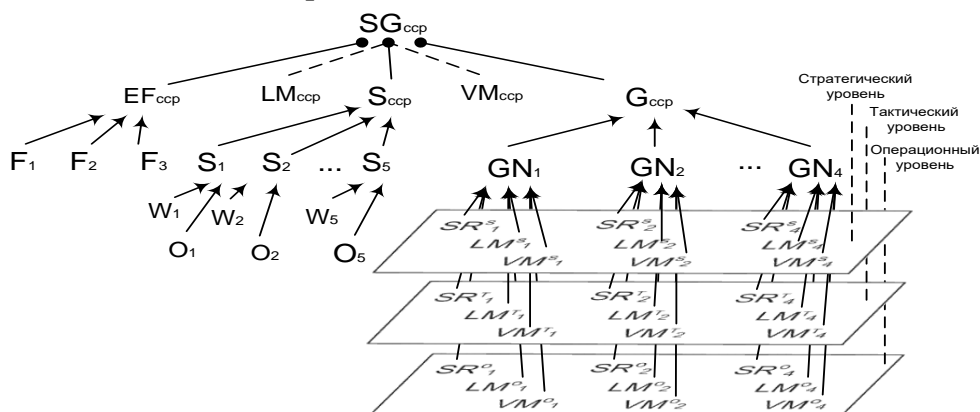 SGccp
Стратегический
уровень
EFccp LMccp Sccp VMccp Gccp
Тактический
уровень
Операционный
уровень
F1 F2 F3 S1 S2 ... S5 GN1 GN2 ... GN4
W1 W2 W5
O1 O2 O5
SRS1 SRS2 SRS4
LMS1 LMS2 LMS4
VMS1 VMS2 VMS4
SRT1 SRT2 SRT4
LMT1 LMT2 LMT4
VMT1 VMT2 VMT4
SRO1 SRO2 SRO4
LMO1 LMO2 LMO4
VMO1 VMO2 VMO4